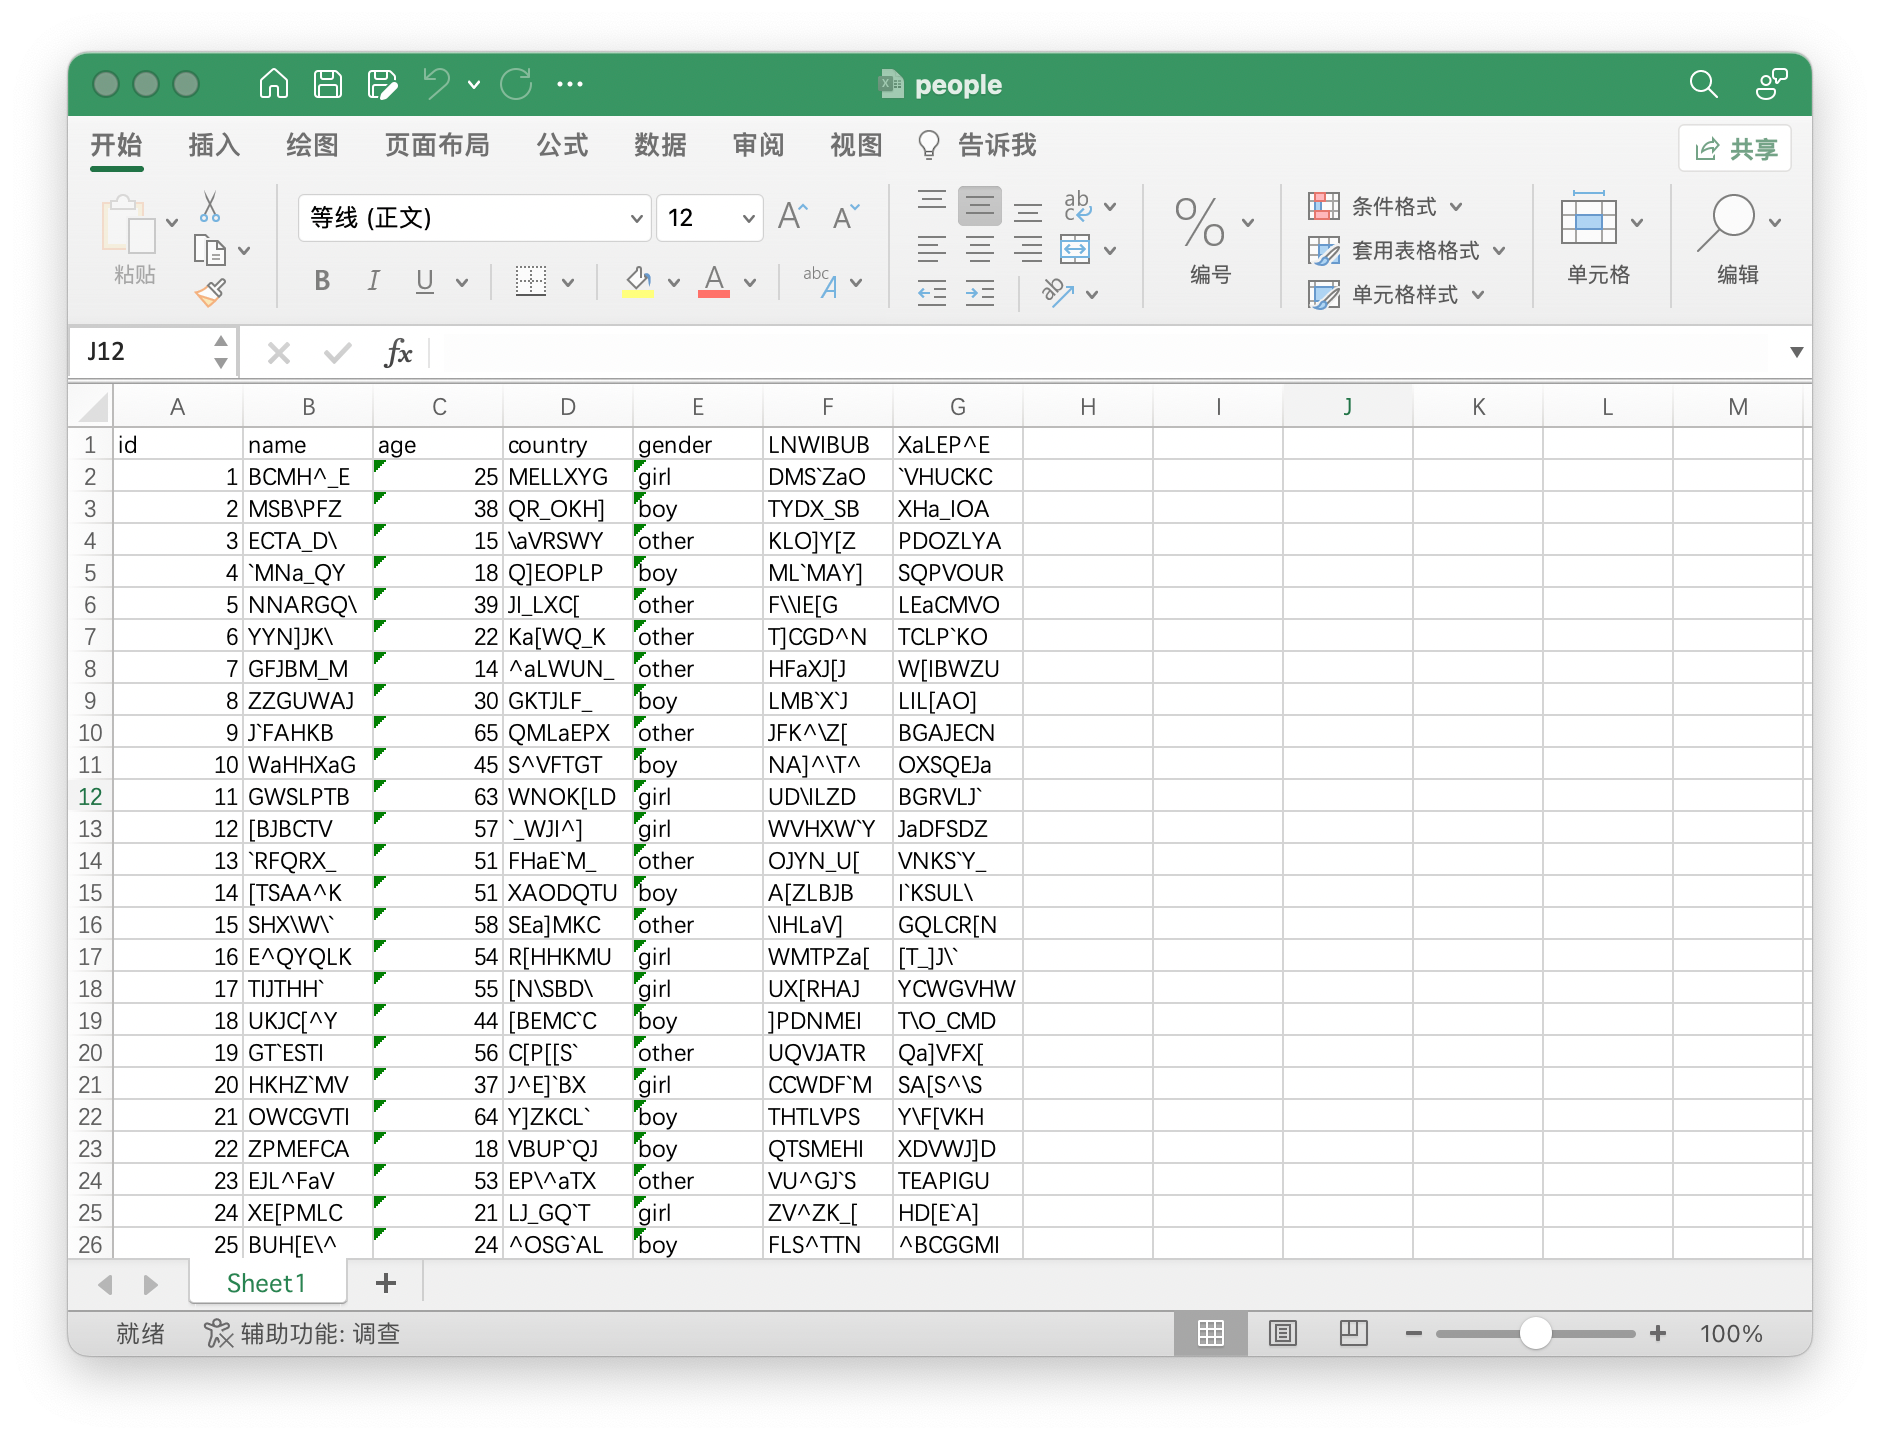 people
开始 插入 绘图 页面布局 公式 数据 审阅 视图 告诉我 共享
粘贴 等线 (正文) 12 编号 条件格式 套用表格格式 单元格样式 单元格 编辑
J12 fx
A B C D E F G H I J K L M
1 id name age country gender LNWIBUB XaLEP^E
2 1 BCMH^_E 25 MELLXYG girl DMS`ZaO `VHUCKC
3 2 MSB\PFZ 38 QR_OKH] boy TYDX_SB XHa_IOA
4 3 ECTA_D\ 15 \aVRSWY other KLO]Y[Z PDOZLYA
5 4 `MNa_QY 18 Q]EOPLP boy ML`MAY] SQPVOUR
6 5 NNARGQ\ 39 JI_LXC[ other F\\IE[G LEaCMVO
7 6 YYN]JK\ 22 Ka[WQ_K other T]CGD^N TCLP`KO
8 7 GFJBM_M 14 ^aLWUN_ other HFaXJ[J W[IBWZU
9 8 ZZGUWAJ 30 GKTJLF_ boy LMB`X`J LIL[AO]
10 9 J`FAHKB 65 QMLaEPX other JFK^\Z[ BGAJECN
11 10 WaHHXaG 45 S^VFTGT boy NA]^\T^ OXSQEJa
12 11 GWSLPTB 63 WNOK[LD girl UD\ILZD BGRVLJ`
13 12 [BJBCTV 57 `_WJI^] girl WVHXW`Y JaDFSDZ
14 13 `RFQRX_ 51 FHaE`M_ other OJYN_U[ VNKS`Y_
15 14 [TSAA^K 51 XAODQTU boy A[ZLBJB I`KSUL\
16 15 SHX\W\` 58 SEa]MKC other \IHLaV] GQLCR[N
17 16 E^QYQLK 54 R[HHKMU girl WMTPZa[ [T_]J\`
18 17 TIJTHH` 55 [N\SBD\ girl UX[RHAJ YCWGVHW
19 18 UKJC[^Y 44 [BEMC`C boy ]PDNMEI T\O_CMD
20 19 GT`ESTI 56 C[P[[S` other UQVJATR Qa]VFX[
21 20 HKHZ`MV 37 J^E]`BX girl CCWDF`M SA[S^\S
22 21 OWCGVTI 64 Y]ZKCL` boy THTLVPS Y\F[VKH
23 22 ZPMEFCA 18 VBUP`QJ boy QTSMEHI XDVWJ]D
24 23 EJL^FaV 53 EP\^aTX other VU^GJ`S TEAPIGU
25 24 XE[PMLC 21 LJ_GQ`T girl ZV^ZK_[ HD[E`A]
26 25 BUH[E\^ 24 ^OSG`AL boy FLS^TTN ^BCGGMI
Sheet1
就绪 辅助功能: 调查 100%